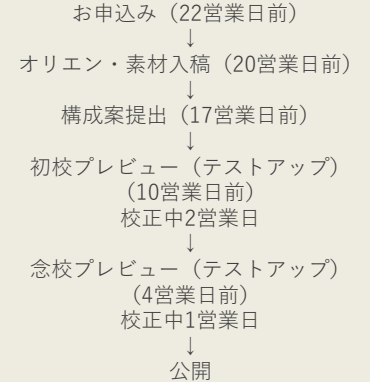 お申込み（22営業日前）
↓
オリエン・素材入稿（20営業日前）
↓
構成案提出（17営業日前）
↓
初校プレビュー（テストアップ）
（10営業日前）
校正中2営業日
↓
念校プレビュー（テストアップ）
（4営業日前）
校正中1営業日
↓
公開